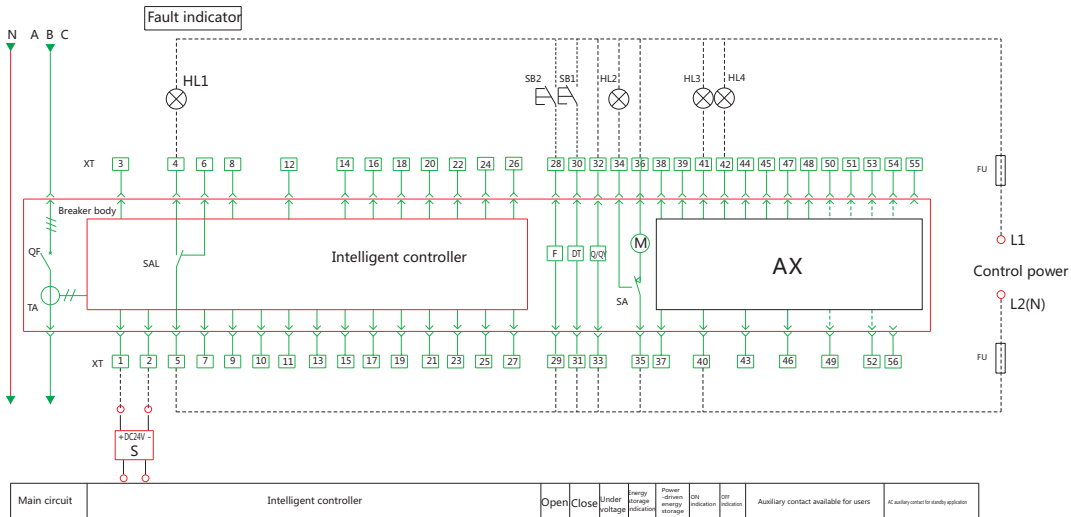 Fault indicator
N A B C
HL1
SB2 SB1 HL2 HL3 HL4
XT 3 4 6 8 12 14 16 18 20 22 24 26 28 30 32 34 36 38 39 41 42 44 45 47 48 50 51 53 54 55
FU
Breaker body
QF
SAL
Intelligent controller
F DT Q/QY M
AX
L1
Control power
TA
SA
L2(N)
XT 1 2 5 7 9 10 11 13 15 17 19 21 23 25 27 29 31 33 35 37 40 43 46 49 52 56
FU
+DC24V -
S
Main circuit
Intelligent controller
Open
Close
Under
voltage
Energy
storage
indication
Power
-driven
energy
storage
ON
indication
OFF
indication
Auxiliary contact available for users
AC auxiliary contact for standby application